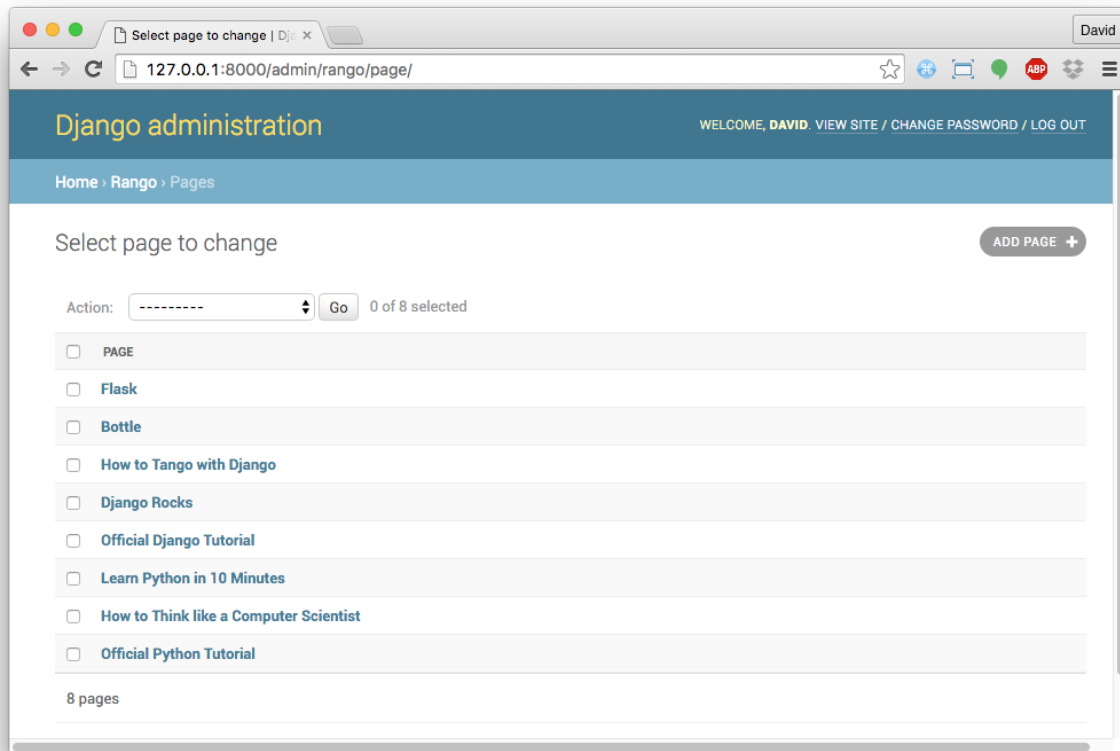 Select page to change | Dja
David
127.0.0.1:8000/admin/rango/page/
ABP
Django administration
WELCOME, DAVID. VIEW SITE / CHANGE PASSWORD / LOG OUT
Home › Rango › Pages
Select page to change
ADD PAGE +
Action: --------- Go 0 of 8 selected
PAGE
Flask
Bottle
How to Tango with Django
Django Rocks
Official Django Tutorial
Learn Python in 10 Minutes
How to Think like a Computer Scientist
Official Python Tutorial
8 pages